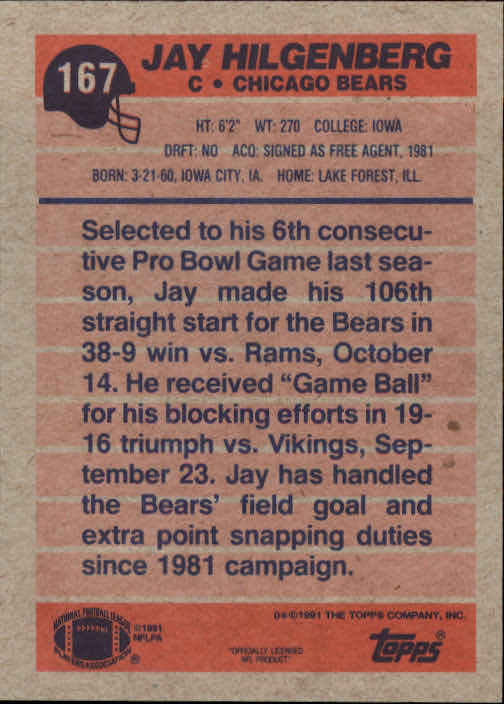 167
JAY HILGENBERG
C • CHICAGO BEARS
HT: 6'2" WT: 270 COLLEGE: IOWA
DRFT: NO ACQ: SIGNED AS FREE AGENT, 1981
BORN: 3-21-60, IOWA CITY, IA. HOME: LAKE FOREST, ILL.
Selected to his 6th consecu-
tive Pro Bowl Game last sea-
son, Jay made his 106th
straight start for the Bears in
38-9 win vs. Rams, October
14. He received “Game Ball”
for his blocking efforts in 19-
16 triumph vs. Vikings, Sep-
tember 23. Jay has handled
the Bears’ field goal and
extra point snapping duties
since 1981 campaign.
NATIONAL FOOTBALL LEAGUE
PLAYERS ASSOCIATION
®
©1991
NFLPA
©1991 THE TOPPS COMPANY, INC.
"OFFICIALLY LICENSED
NFL PRODUCT"
topps®